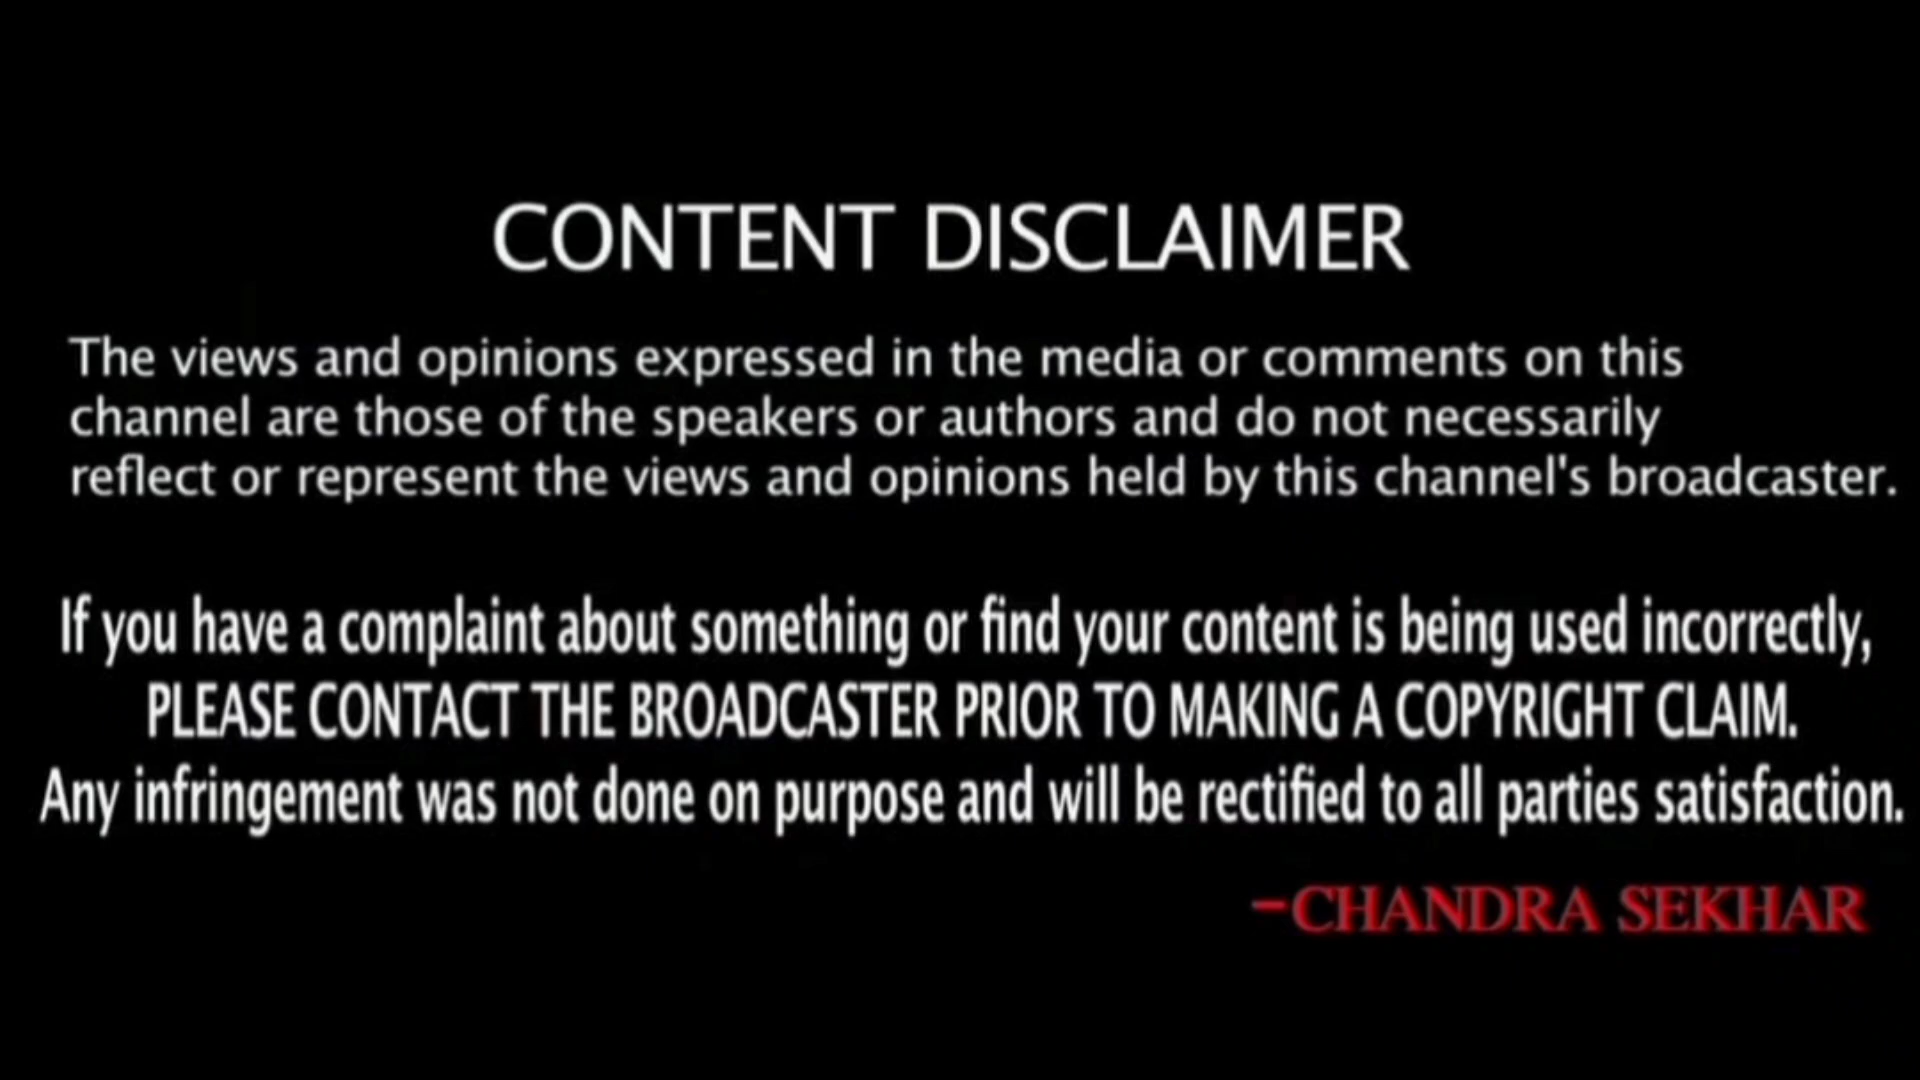 CONTENT DISCLAIMER
The views and opinions expressed in the media or comments on this
channel are those of the speakers or authors and do not necessarily
reflect or represent the views and opinions held by this channel's broadcaster.
If you have a complaint about something or find your content is being used incorrectly,
PLEASE CONTACT THE BROADCASTER PRIOR TO MAKING A COPYRIGHT CLAIM.
Any infringement was not done on purpose and will be rectified to all parties satisfaction.
-CHANDRA SEKHAR